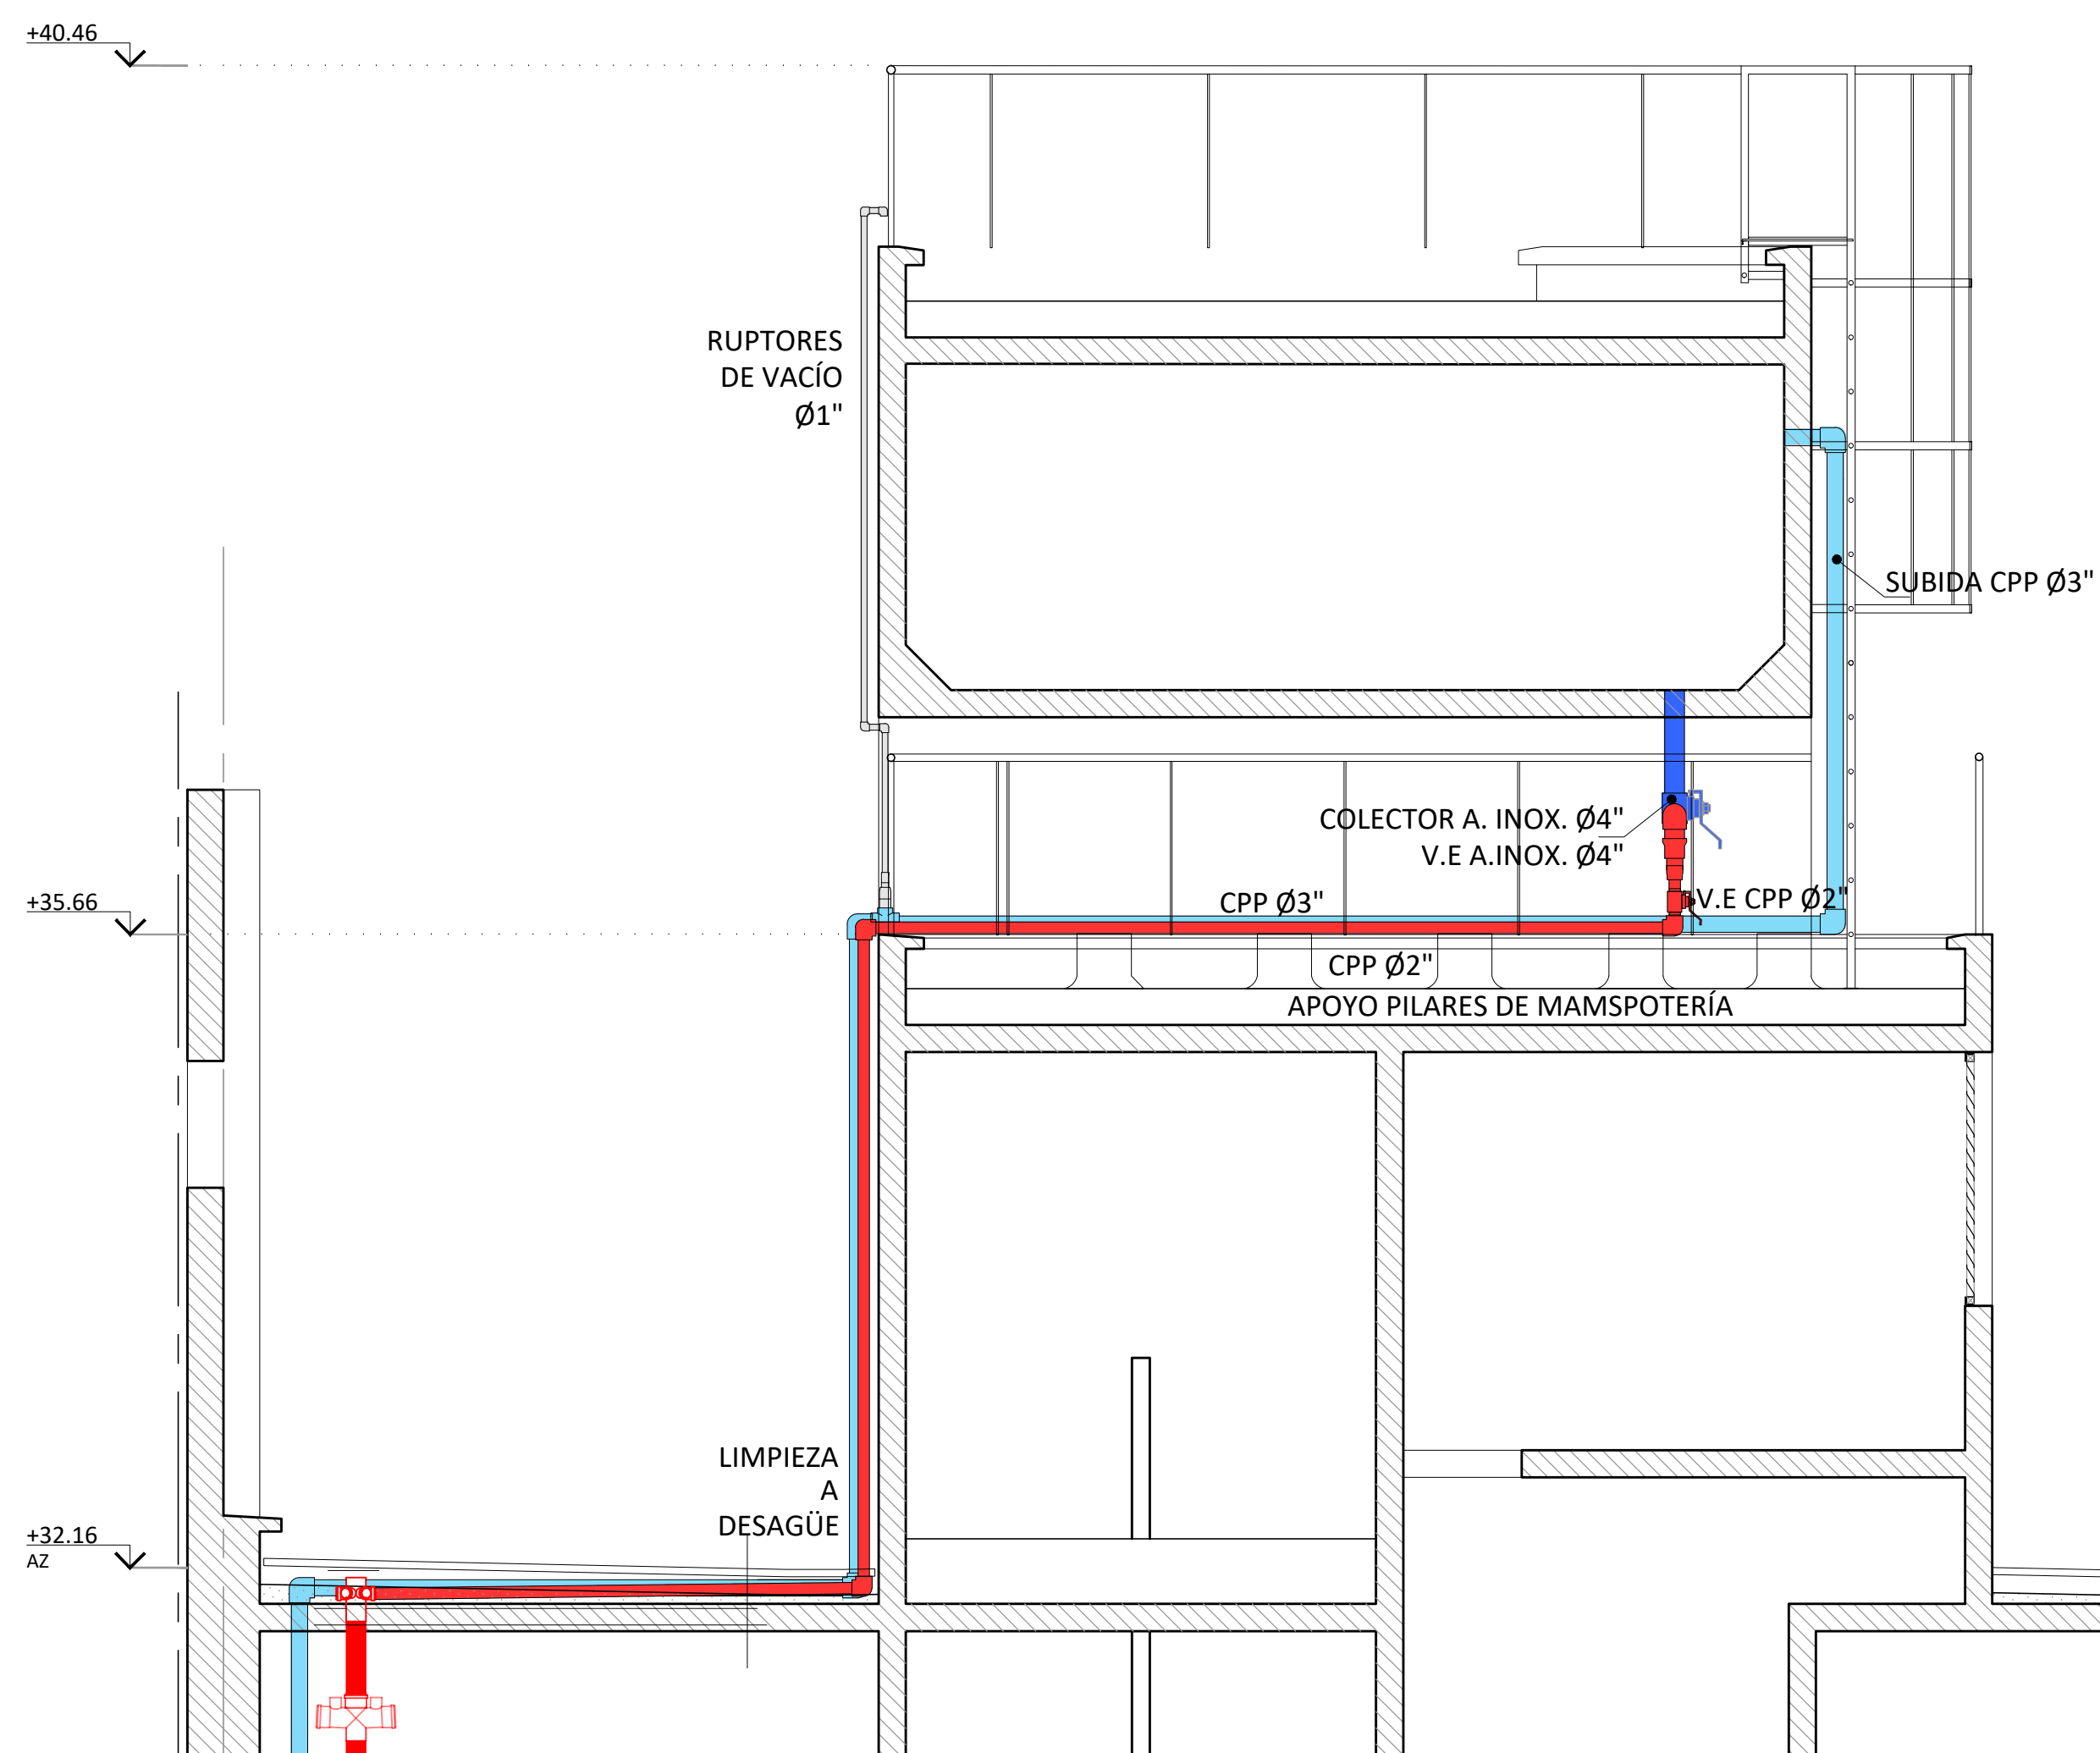 +40.46
RUPTORES
DE VACÍO
Ø1"
SUBIDA CPP Ø3"
COLECTOR A. INOX. Ø4"
V.E A.INOX. Ø4"
+35.66
CPP Ø3"
V.E CPP Ø2"
CPP Ø2"
APOYO PILARES DE MAMSPOTERÍA
LIMPIEZA
A
DESAGÜE
+32.16
AZ